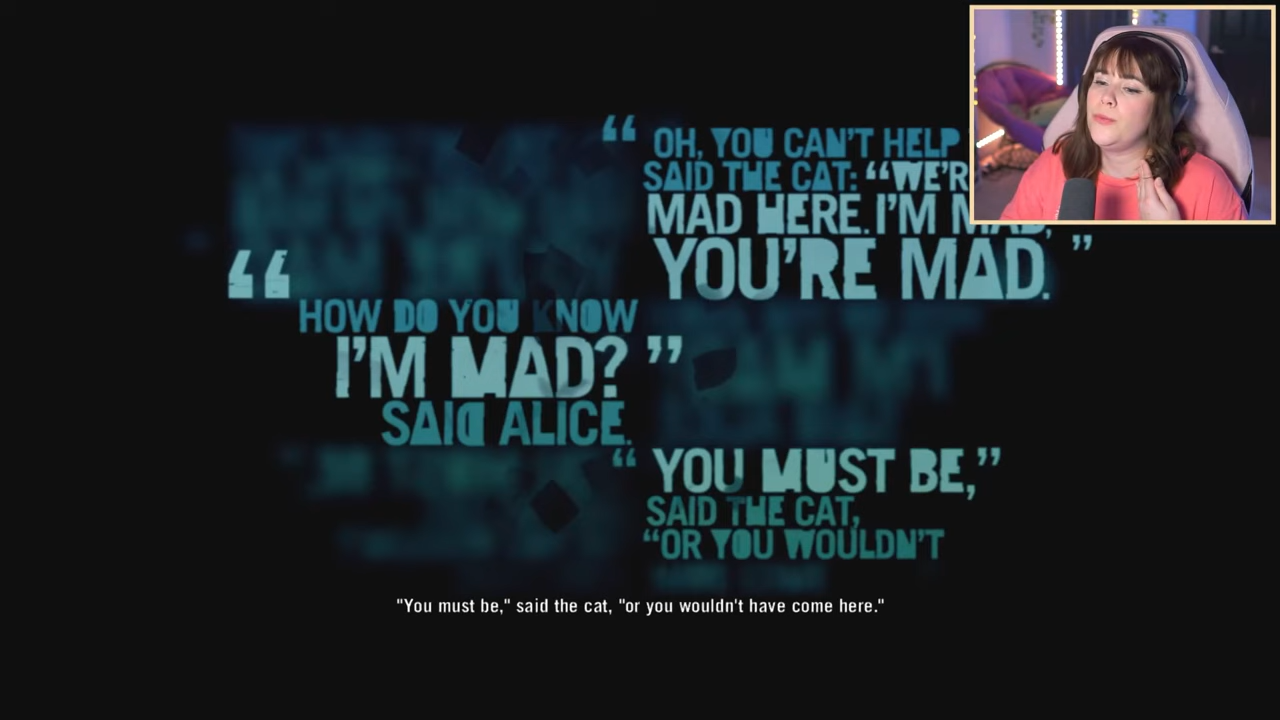 “ OH, YOU CAN’T HELP
SAID THE CAT: “WE’R
MAD HERE. I’M MAD,
YOU’RE MAD. ”
“ HOW DO YOU KNOW
I’M MAD? ”
SAID ALICE.
“ YOU MUST BE,”
SAID THE CAT,
“OR YOU WOULDN’T
"You must be," said the cat, "or you wouldn't have come here."